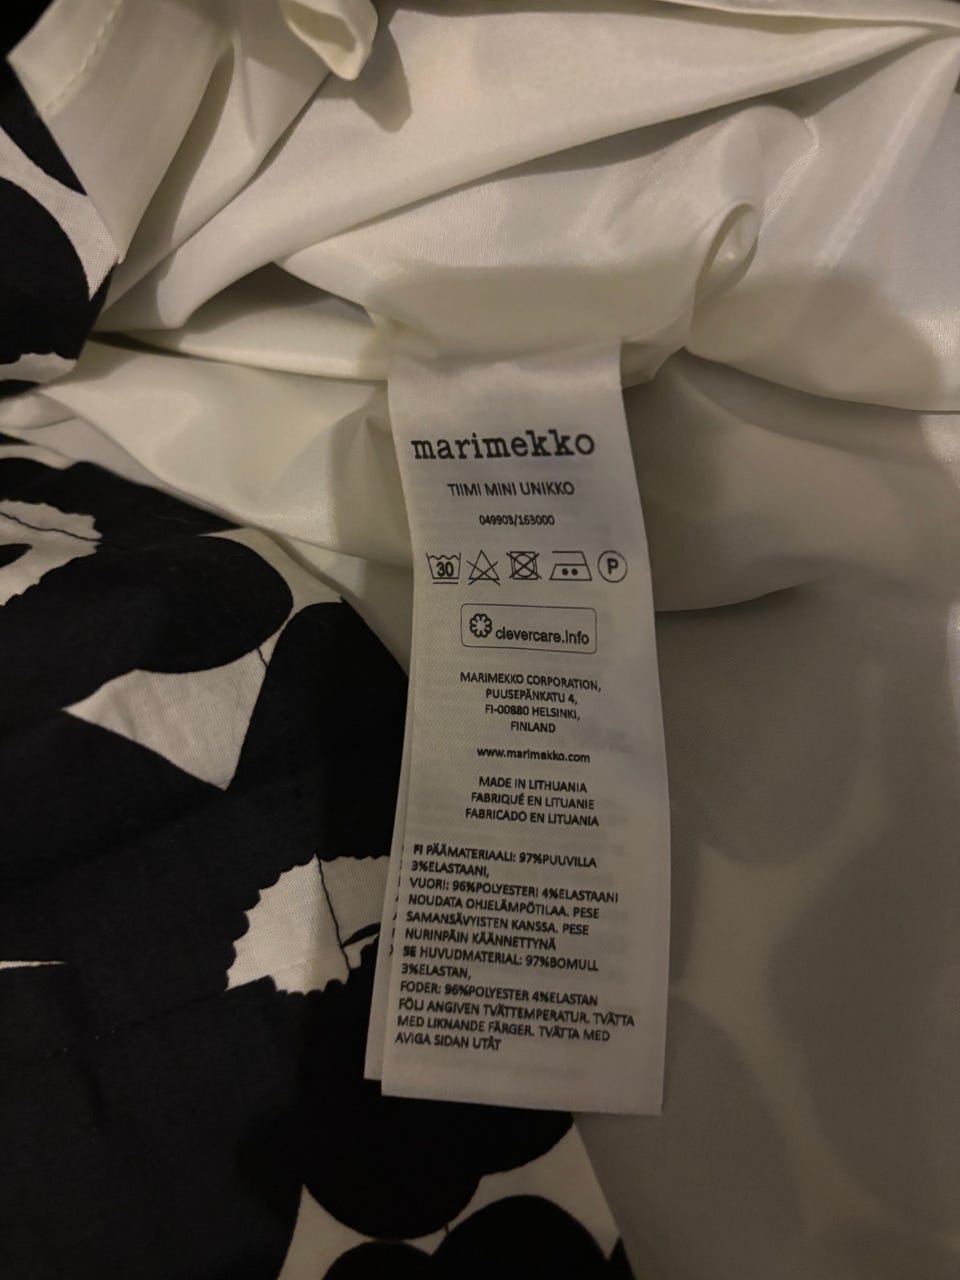 marimekko
TIIMI MINI UNIKKO
049903/163000
30 P
clevercare.info
MARIMEKKO CORPORATION,
PUUSEPÄNKATU 4,
FI-00880 HELSINKI,
FINLAND
www.marimekko.com
MADE IN LITHUANIA
FABRIQUÉ EN LITUANIE
FABRICADO EN LITUANIA
FI PÄÄMATERIAALI: 97%PUUVILLA
3%ELASTAANI,
VUORI: 96%POLYESTERI 4%ELASTAANI
NOUDATA OHJELÄMPÖTILAA. PESE
SAMANSÄVYISTEN KANSSA. PESE
NURINPÄIN KÄÄNNETTYNÄ
SE HUVUDMATERIAL: 97%BOMULL
3%ELASTAN,
FODER: 96%POLYESTER 4%ELASTAN
FÖLJ ANGIVEN TVÄTTEMPERATUR. TVÄTTA
MED LIKNANDE FÄRGER. TVÄTTA MED
AVIGA SIDAN UTÅT